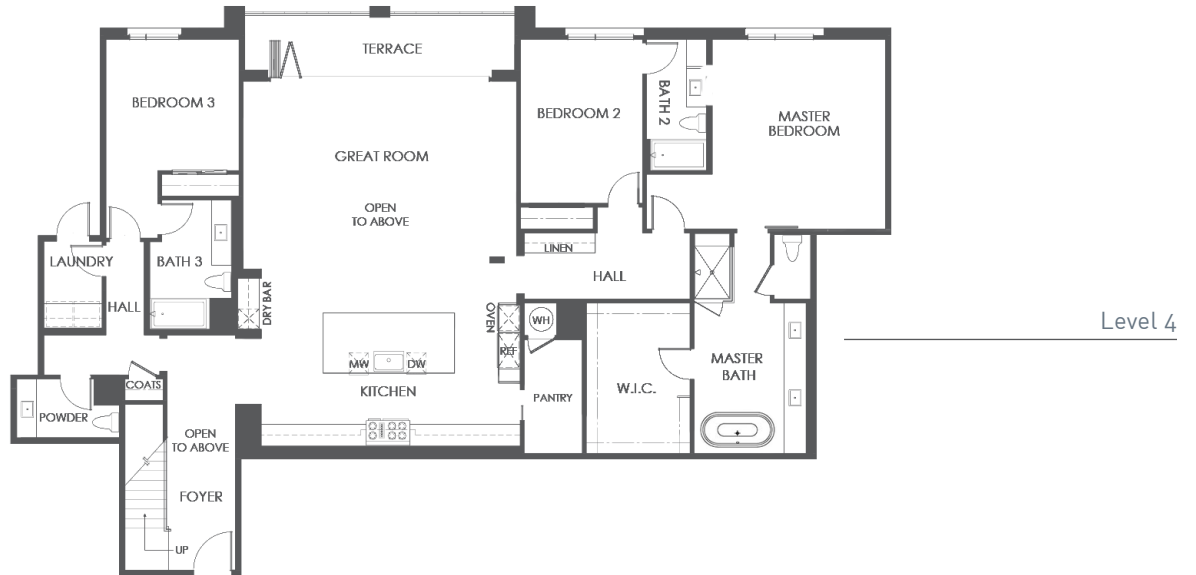 TERRACE
BEDROOM 3
BEDROOM 2
BATH 2
MASTER
BEDROOM
GREAT ROOM
OPEN
TO ABOVE
LAUNDRY
BATH 3
LINEN
HALL
HALL
DRY BAR
OVEN
WH
REF
MW
DW
KITCHEN
PANTRY
W.I.C.
MASTER
BATH
Level 4
COATS
POWDER
OPEN
TO ABOVE
FOYER
UP